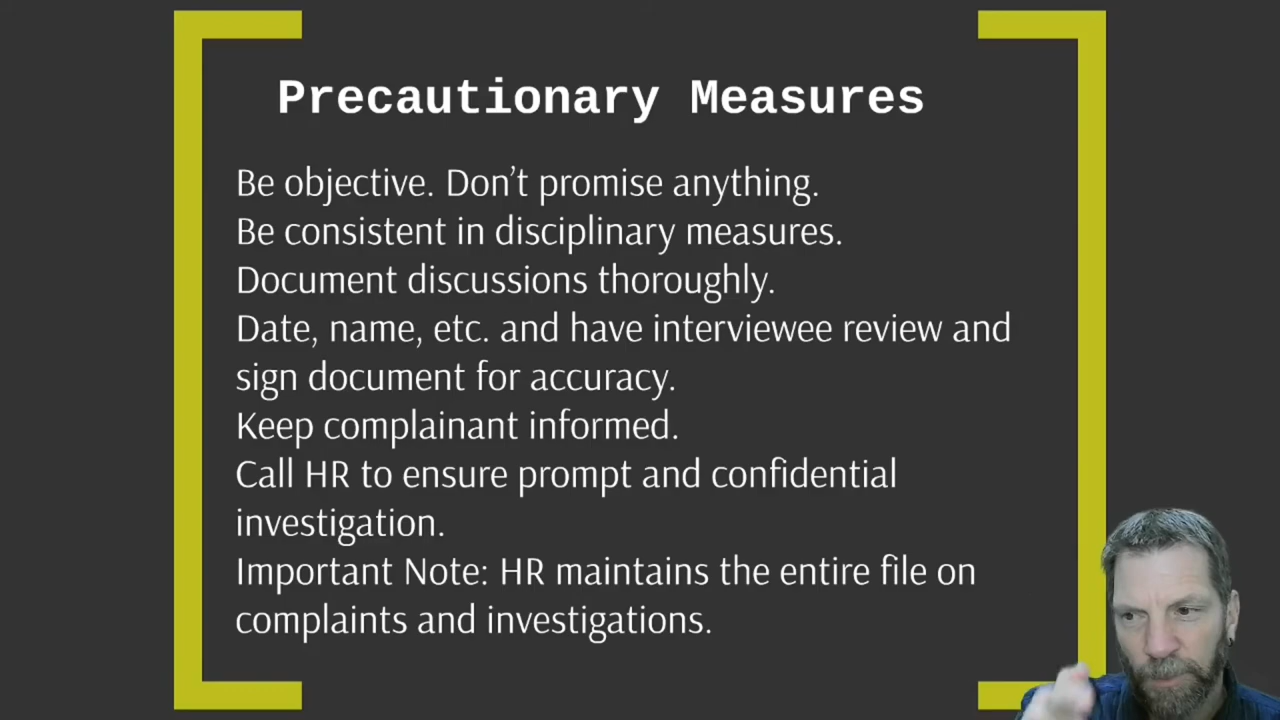 Precautionary Measures
Be objective. Don’t promise anything.
Be consistent in disciplinary measures.
Document discussions thoroughly.
Date, name, etc. and have interviewee review and
sign document for accuracy.
Keep complainant informed.
Call HR to ensure prompt and confidential
investigation.
Important Note: HR maintains the entire file on
complaints and investigations.